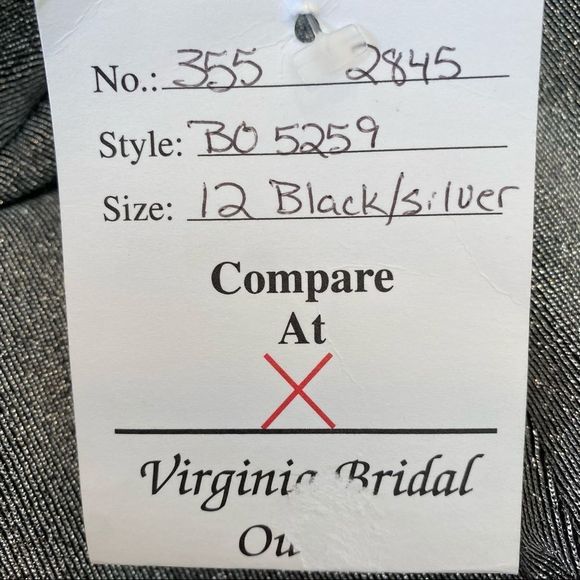 No.: 355 2845
Style: BO 5259
Size: 12 Black/silver
Compare
At
Virginia Bridal